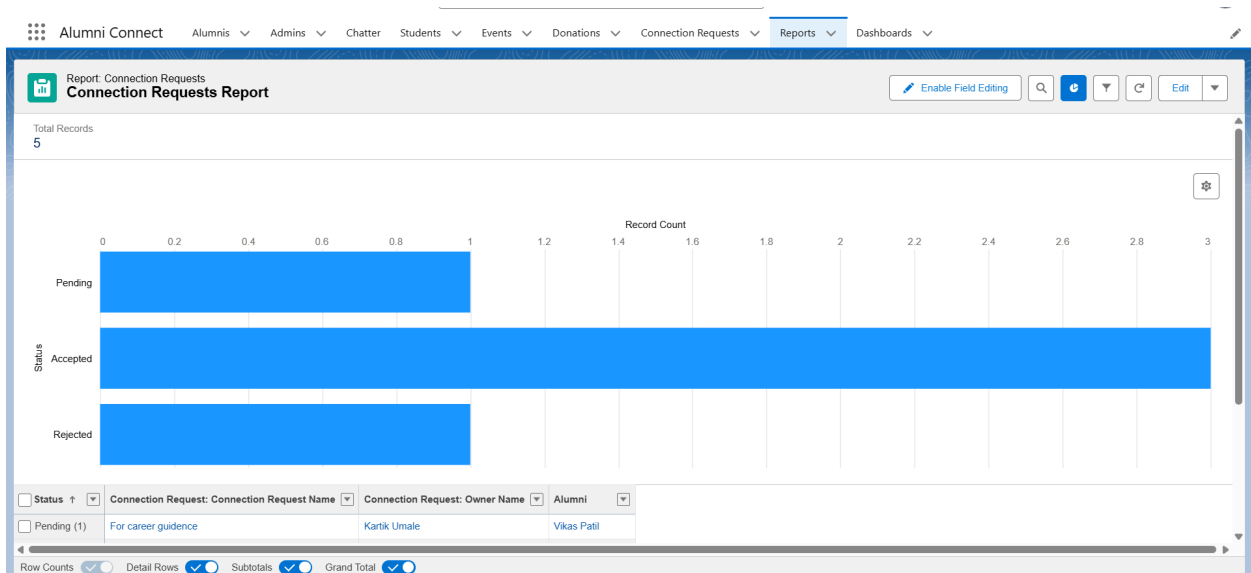 Alumni Connect Alumnis Admins Chatter Students Events Donations Connection Requests Reports Dashboards
Report: Connection Requests
Connection Requests Report
Enable Field Editing Edit
Total Records
5
Record Count
0 0.2 0.4 0.6 0.8 1 1.2 1.4 1.6 1.8 2 2.2 2.4 2.6 2.8 3
Pending
Status
Accepted
Rejected
Status ↑ Connection Request: Connection Request Name Connection Request: Owner Name Alumni
Pending (1) For career guidence Kartik Umale Vikas Patil
Row Counts Detail Rows Subtotals Grand Total